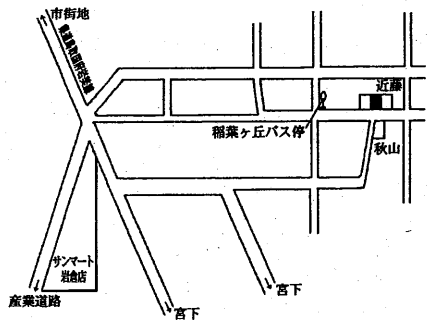 市街地
近藤
稲葉ヶ丘バス停
秋山
サンマート
岩倉店
産業道路
宮下
宮下